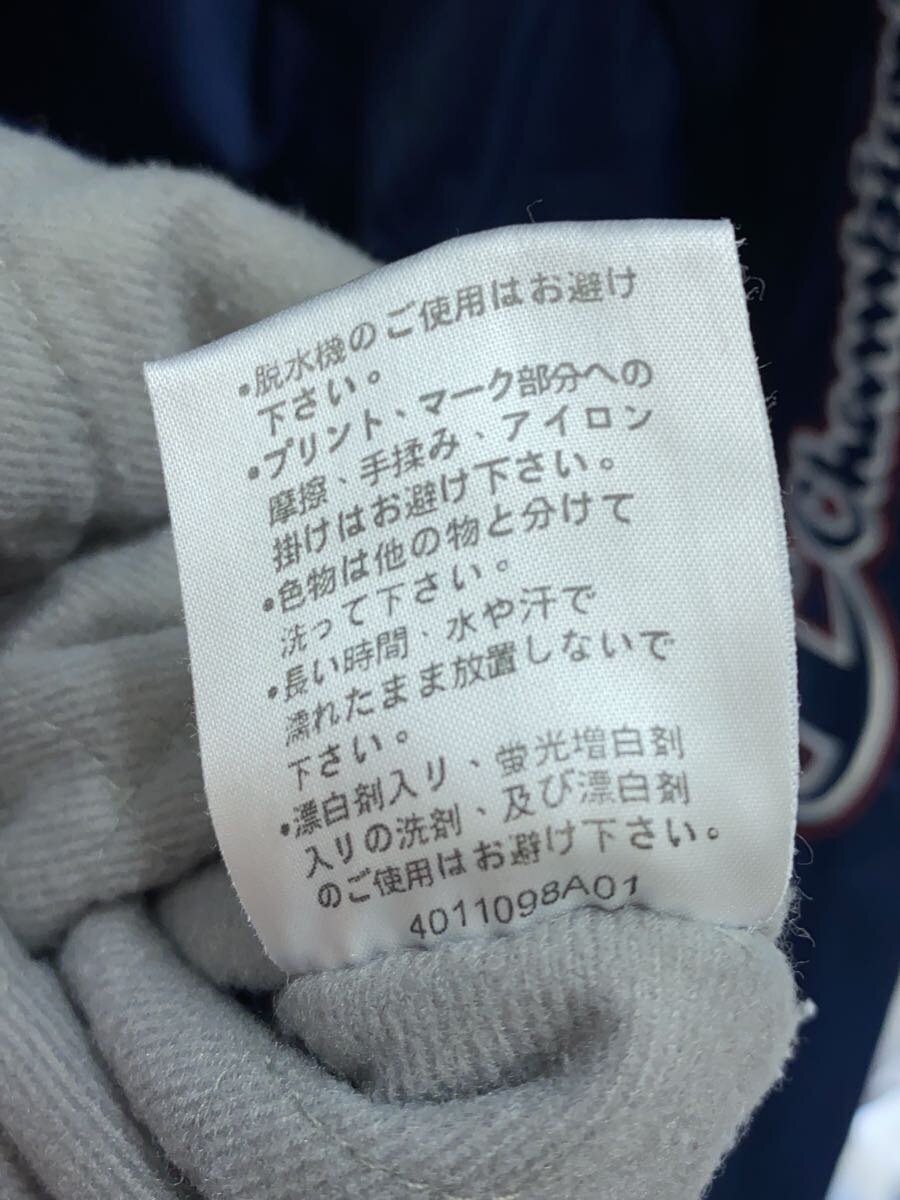 •脱水機のご使用はお避け
下さい。
•プリント、マーク部分への
摩擦、手揉み、アイロン
掛けはお避け下さい。
•色物は他の物と分けて
洗って下さい。
•長い時間、水や汗で
濡れたまま放置しないで
下さい。
•漂白剤入り、蛍光増白剤
入りの洗剤、及び漂白剤
のご使用はお避け下さい。
4011098A01